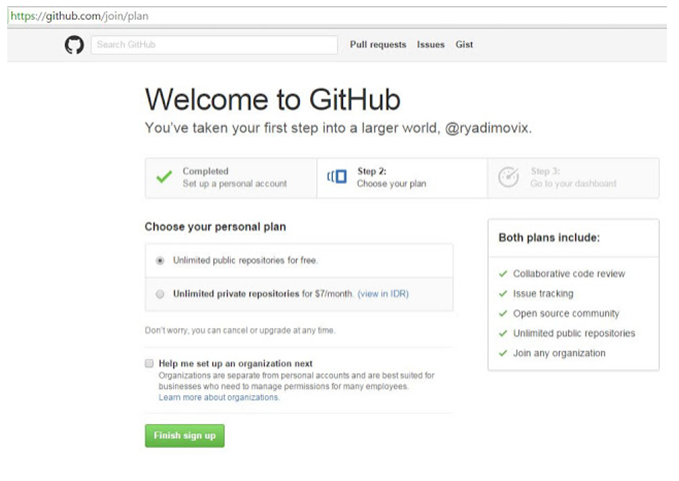 https://github.com/join/plan
Search GitHub
Pull requests Issues Gist
Welcome to GitHub
You've taken your first step into a larger world, @ryadimovix.
Completed
Set up a personal account
Step 2:
Choose your plan
Step 3:
Go to your dashboard
Choose your personal plan
Unlimited public repositories for free.
Unlimited private repositories for $7/month. (view in IDR)
Don't worry, you can cancel or upgrade at any time.
Help me set up an organization next
Organizations are separate from personal accounts and are best suited for
businesses who need to manage permissions for many employees.
Learn more about organizations.
Finish sign up
Both plans include:
Collaborative code review
Issue tracking
Open source community
Unlimited public repositories
Join any organization